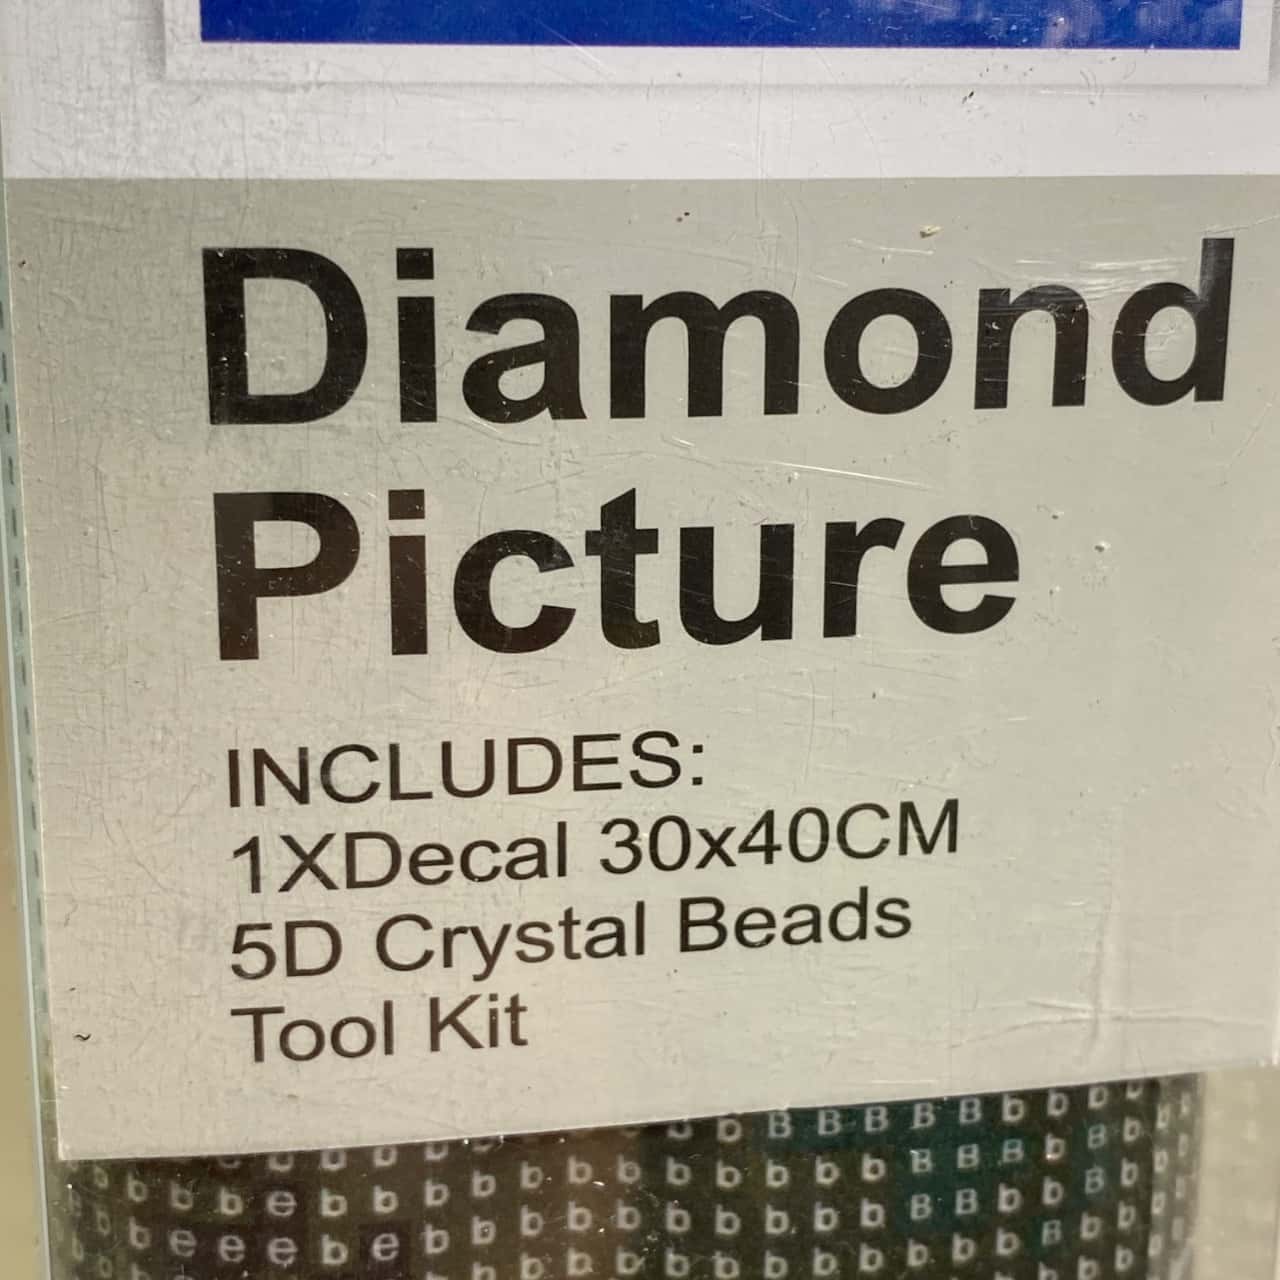 Diamond
Picture
INCLUDES:
1XDecal 30x40CM
5D Crystal Beads
Tool Kit